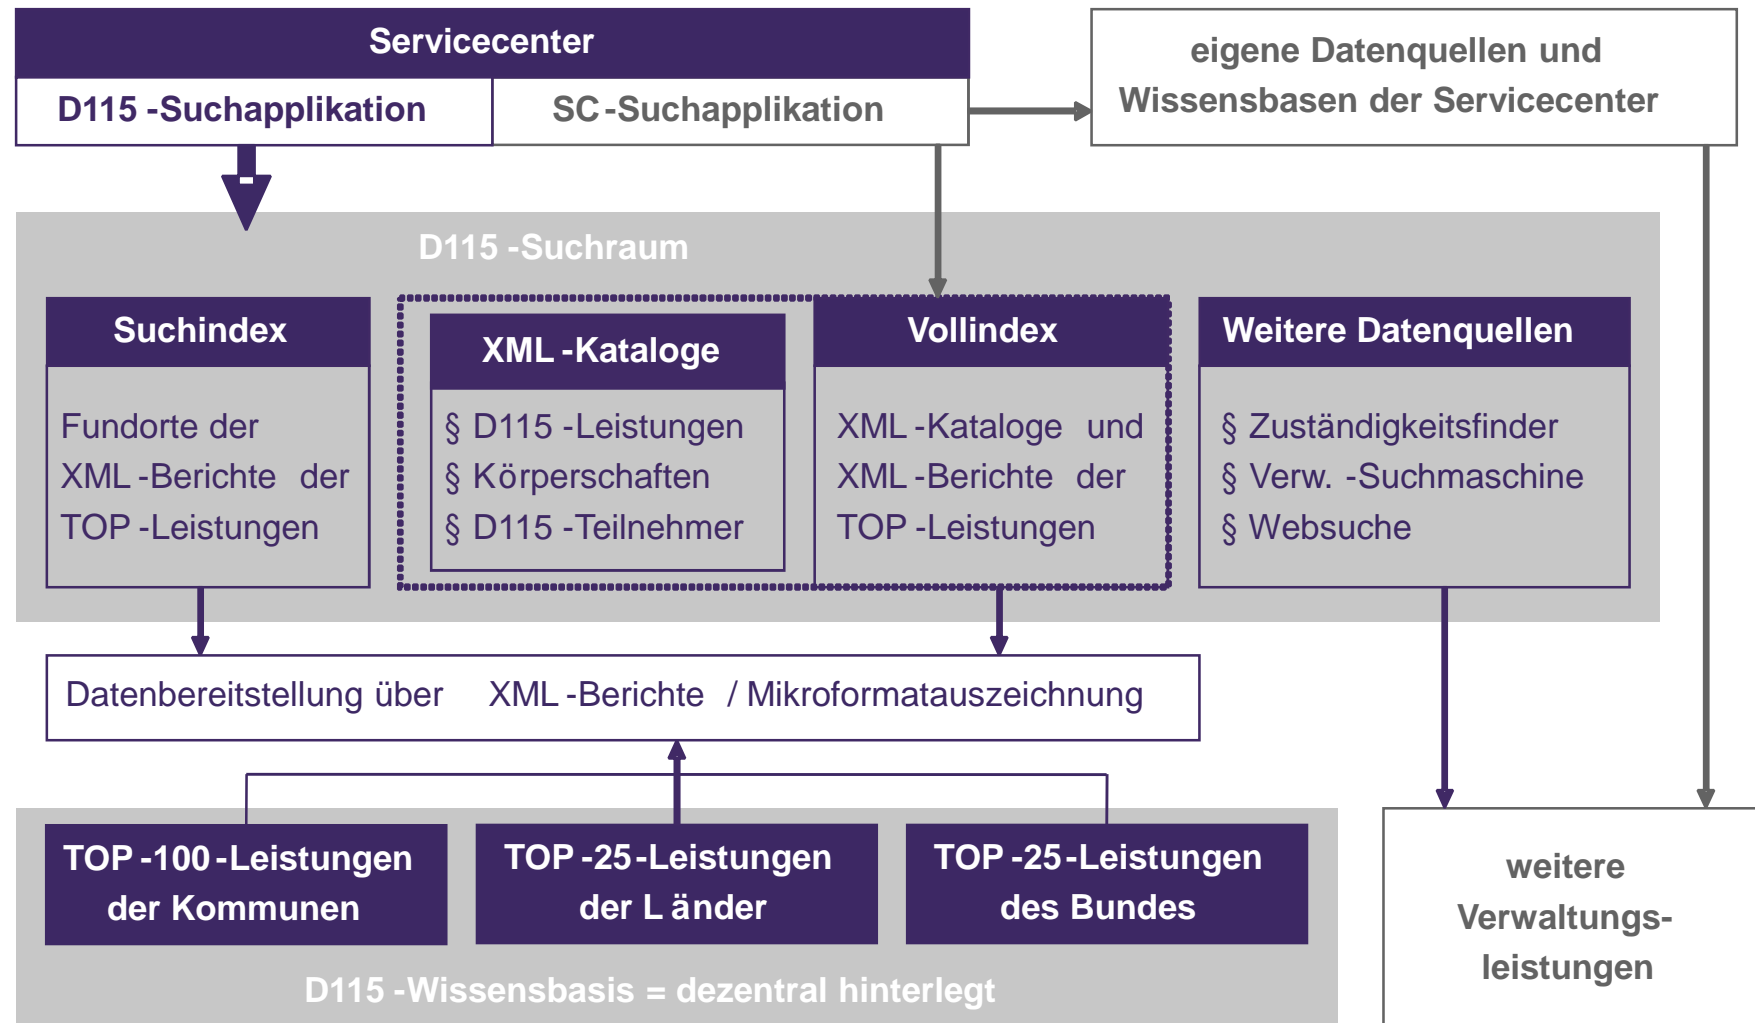 Servicecenter
D115-Suchapplikation
SC-Suchapplikation
eigene Datenquellen und
Wissensbasen der Servicecenter
D115-Suchraum
Suchindex
Fundorte der
XML-Berichte der
TOP-Leistungen
XML-Kataloge
§ D115-Leistungen
§ Körperschaften
§ D115-Teilnehmer
Vollindex
XML-Kataloge und
XML-Berichte der
TOP-Leistungen
Weitere Datenquellen
§ Zuständigkeitsfinder
§ Verw.-Suchmaschine
§ Websuche
Datenbereitstellung über XML-Berichte / Mikroformatauszeichnung
TOP-100-Leistungen
der Kommunen
TOP-25-Leistungen
der Länder
TOP-25-Leistungen
des Bundes
D115-Wissensbasis = dezentral hinterlegt
weitere
Verwaltungs-
leistungen